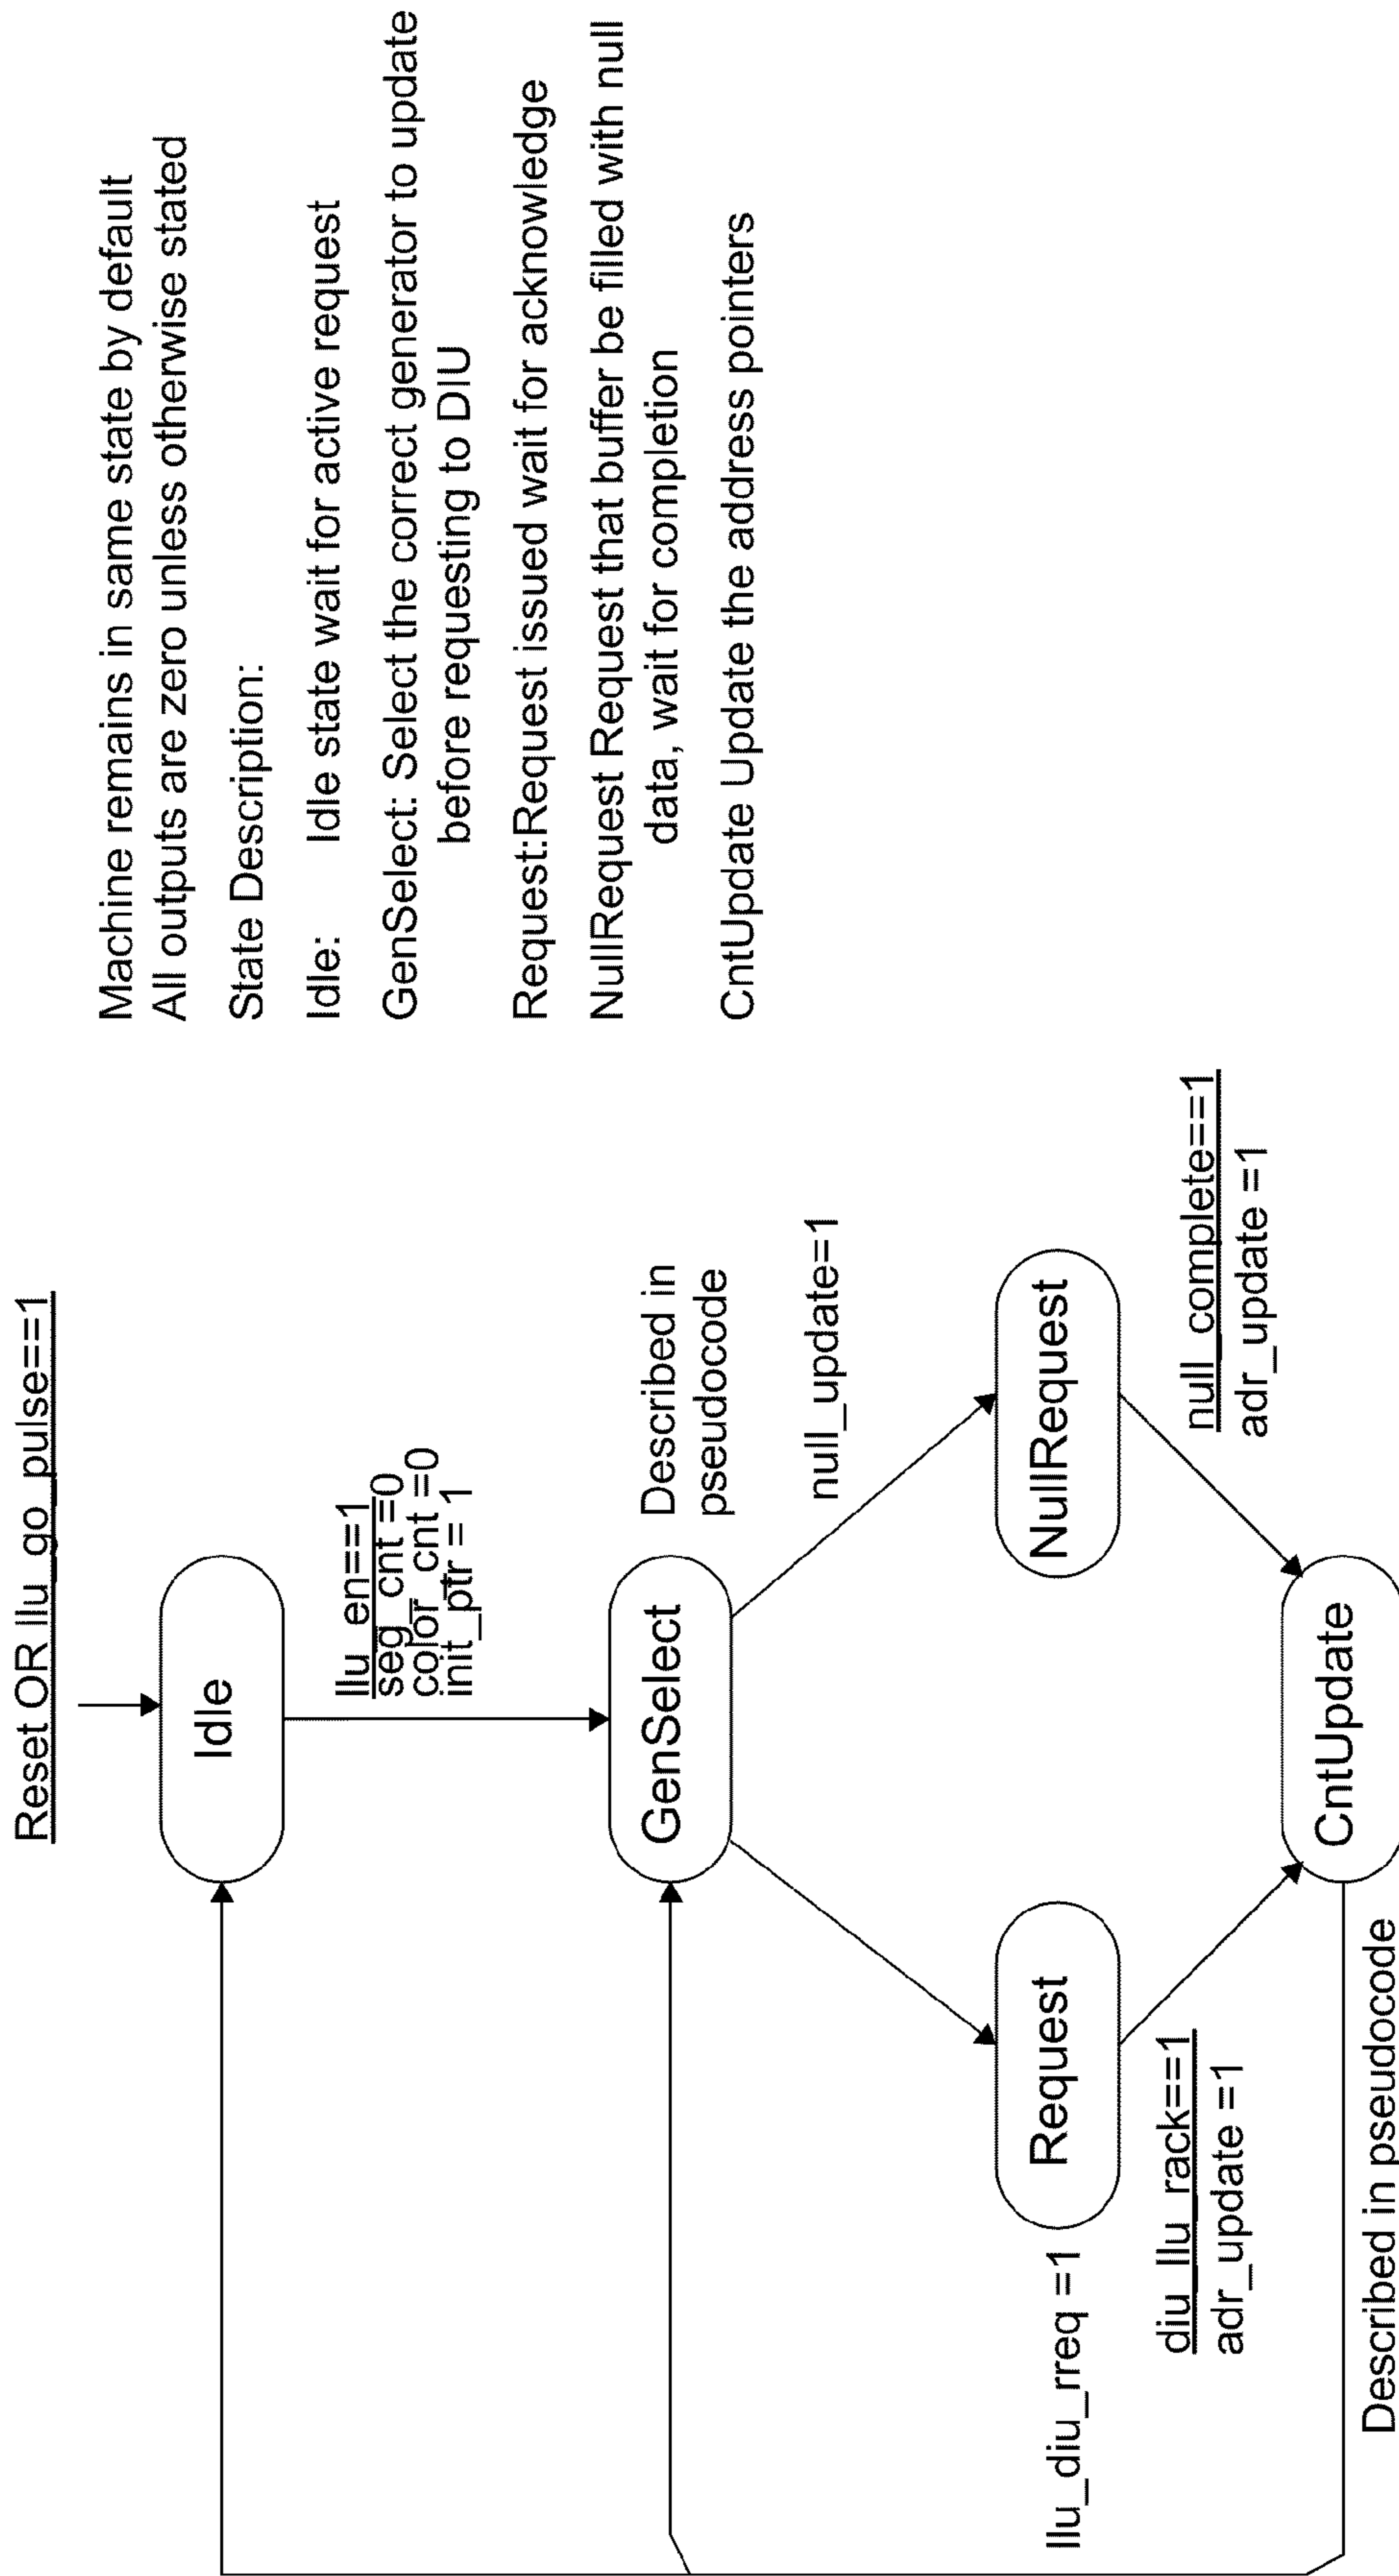 Reset OR llu_go_pulse==1
Idle
llu_en==1
seg_cnt =0
color_cnt =0
init_ptr = 1
GenSelect
Described in
pseudocode
null_update=1
Request
NullRequest
llu_diu_rreq =1
diu_llu_rack==1
adr_update =1
null_complete==1
adr_update =1
CntUpdate
Described in pseudocode
Machine remains in same state by default
All outputs are zero unless otherwise stated
State Description:
Idle: Idle state wait for active request
GenSelect: Select the correct generator to update
before requesting to DIU
Request:Request issued wait for acknowledge
NullRequest Request that buffer be filled with null
data, wait for completion
CntUpdate Update the address pointers